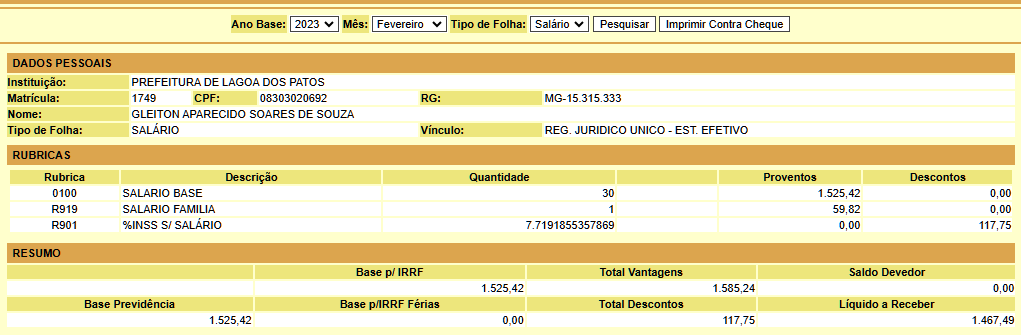 Ano Base: 2023 Mês: Fevereiro Tipo de Folha: Salário Pesquisar Imprimir Contra Cheque
DADOS PESSOAIS
Instituição: PREFEITURA DE LAGOA DOS PATOS
Matrícula: 1749 CPF: 08303020692 RG: MG-15.315.333
Nome: GLEITON APARECIDO SOARES DE SOUZA
Tipo de Folha: SALÁRIO Vínculo: REG. JURIDICO UNICO - EST. EFETIVO
RUBRICAS
Rubrica Descrição Quantidade Proventos Descontos
0100 SALARIO BASE 30 1.525,42 0,00
R919 SALARIO FAMILIA 1 59,82 0,00
R901 %INSS S/ SALÁRIO 7.7191855357869 0,00 117,75
RESUMO
Base p/ IRRF Total Vantagens Saldo Devedor
1.525,42 1.585,24 0,00
Base Previdência Base p/IRRF Férias Total Descontos Líquido a Receber
1.525,42 0,00 117,75 1.467,49